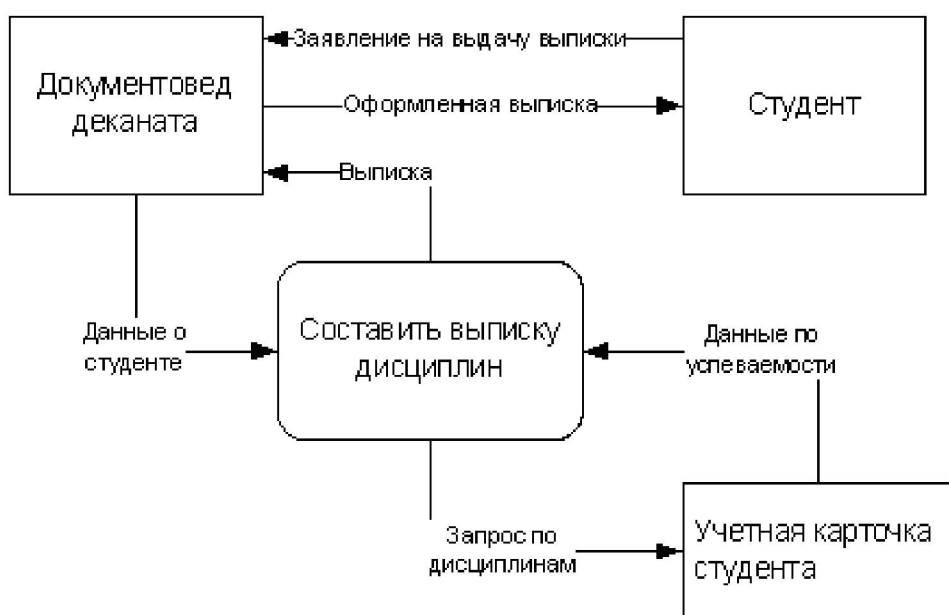 Заявление на выдачу выписки
Документовед
деканата
Оформленная выписка
Студент
Выписка
Данные о
студенте
Составить выписку
дисциплин
Данные по
успеваемости
Запрос по
дисциплинам
Учетная карточка
студента